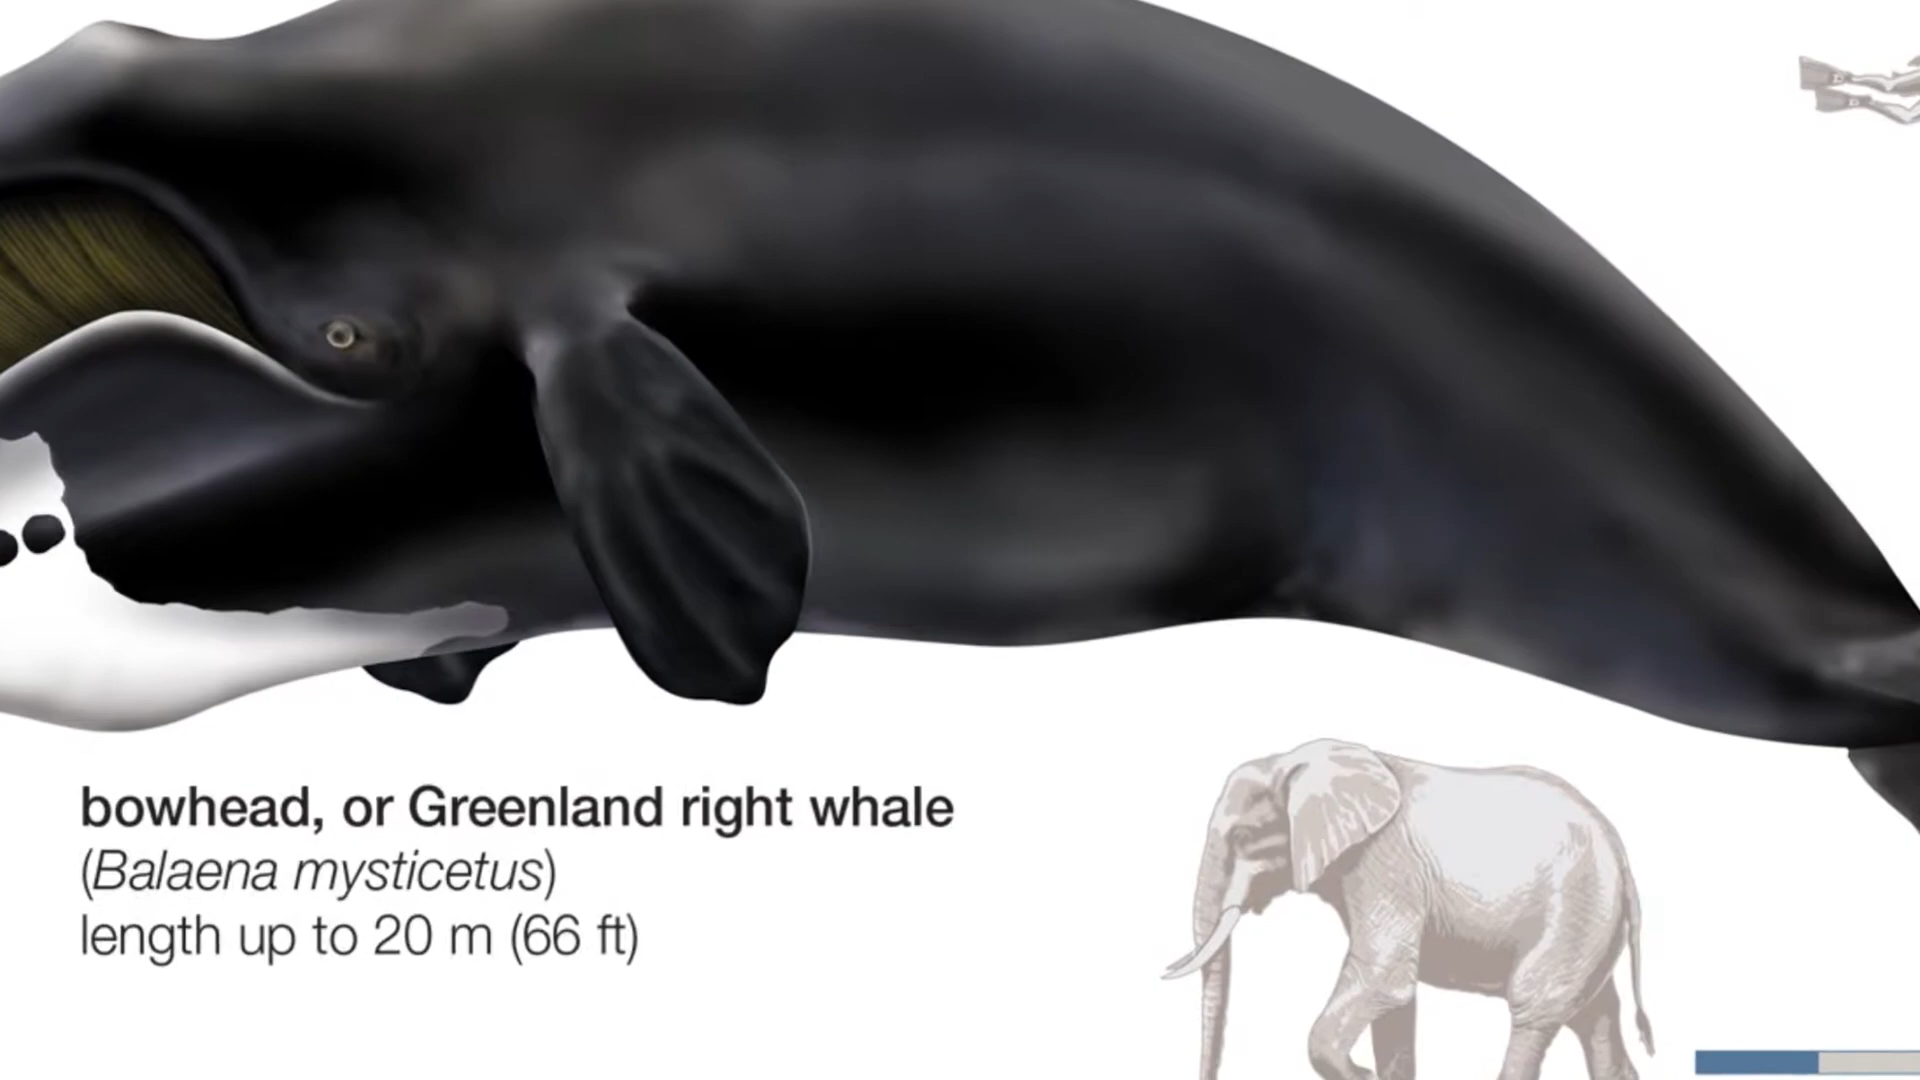 bowhead, or Greenland right whale
(Balaena mysticetus)
length up to 20 m (66 ft)